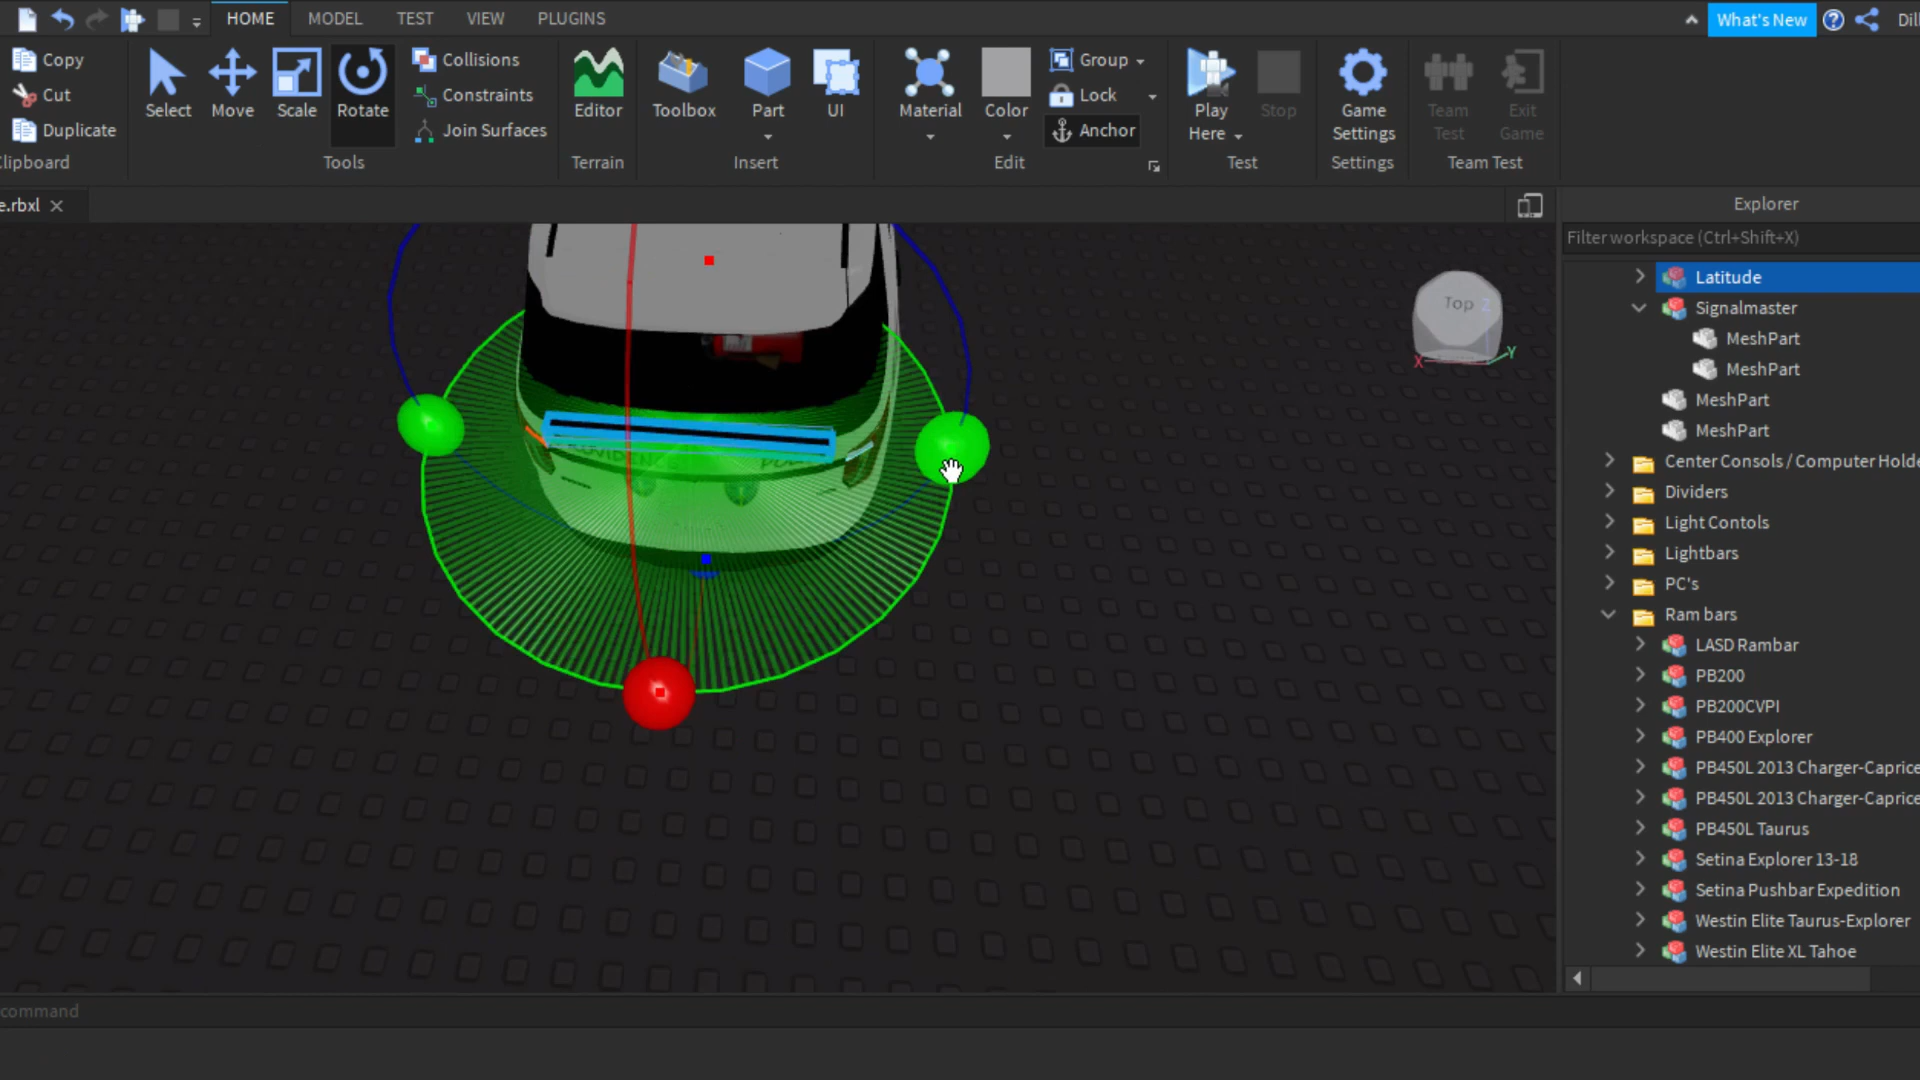 HOME MODEL TEST VIEW PLUGINS What's New ? Dil
Copy
Cut
Duplicate
lipboard
Select Move Scale Rotate
Collisions
Constraints
Join Surfaces
Tools
Editor
Terrain
Toolbox Part UI
Insert
Material Color
Group
Lock
Anchor
Edit
Play
Here
Stop
Test
Game
Settings
Settings
Team
Test
Exit
Game
Team Test
e.rbxl
Top
Z
X
Y
Explorer
Filter workspace (Ctrl+Shift+X)
Latitude
Signalmaster
MeshPart
MeshPart
MeshPart
MeshPart
Center Consols / Computer Holde
Dividers
Light Contols
Lightbars
PC's
Ram bars
LASD Rambar
PB200
PB200CVPI
PB400 Explorer
PB450L 2013 Charger-Caprice
PB450L 2013 Charger-Caprice
PB450L Taurus
Setina Explorer 13-18
Setina Pushbar Expedition
Westin Elite Taurus-Explorer
Westin Elite XL Tahoe
command